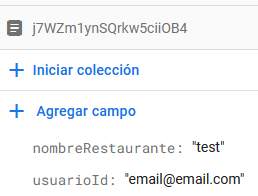 j7WZm1ynSQrkw5ciiOB4
+ Iniciar colección
+ Agregar campo
nombreRestaurante: "test"
usuarioId: "email@email.com"